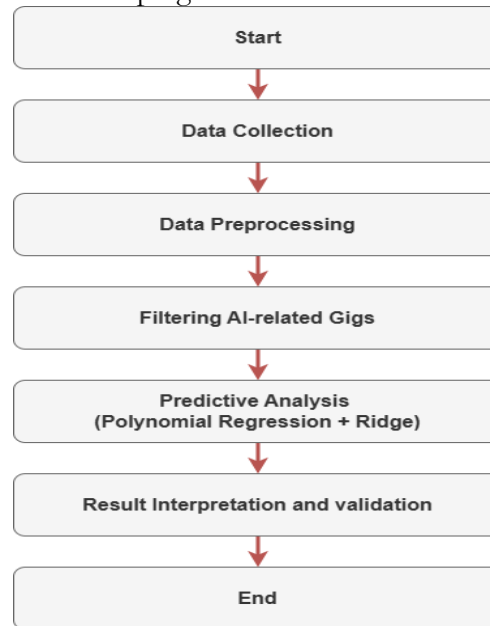 Start
Data Collection
Data Preprocessing
Filtering AI-related Gigs
Predictive Analysis
(Polynomial Regression + Ridge)
Result Interpretation and validation
End